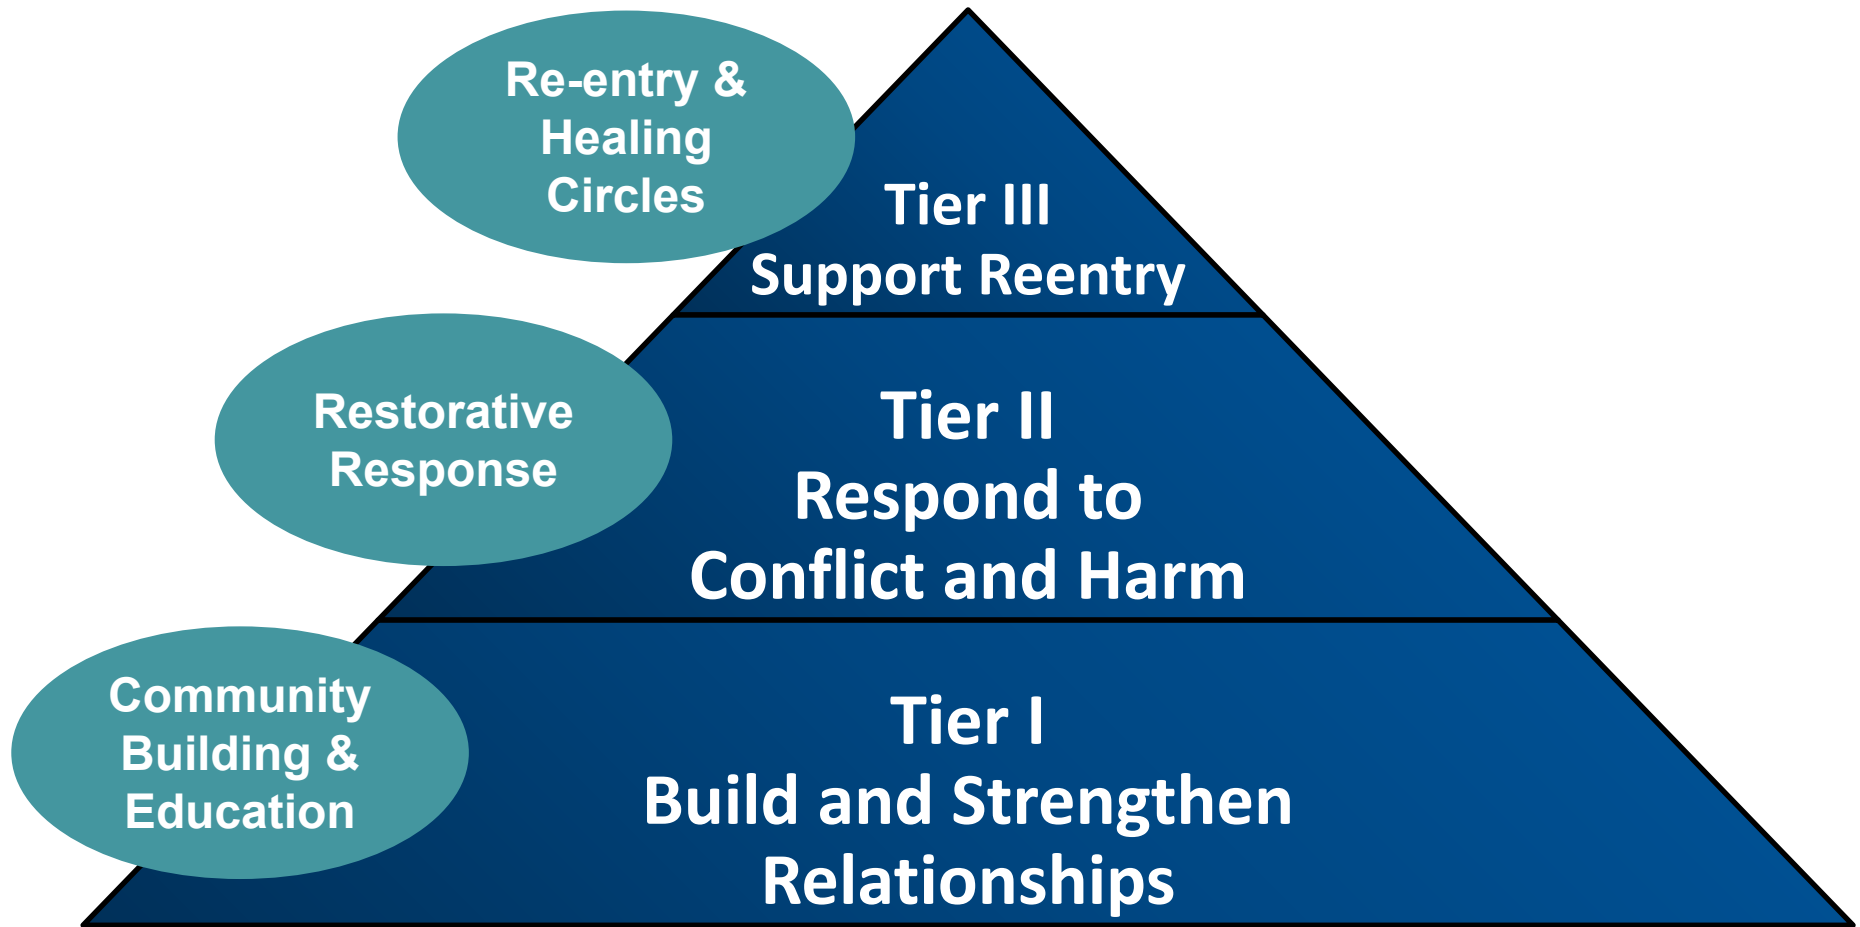 Re-entry &
Healing
Circles
Tier III
Support Reentry
Restorative
Response
Tier II
Respond to
Conflict and Harm
Community
Building &
Education
Tier I
Build and Strengthen
Relationships